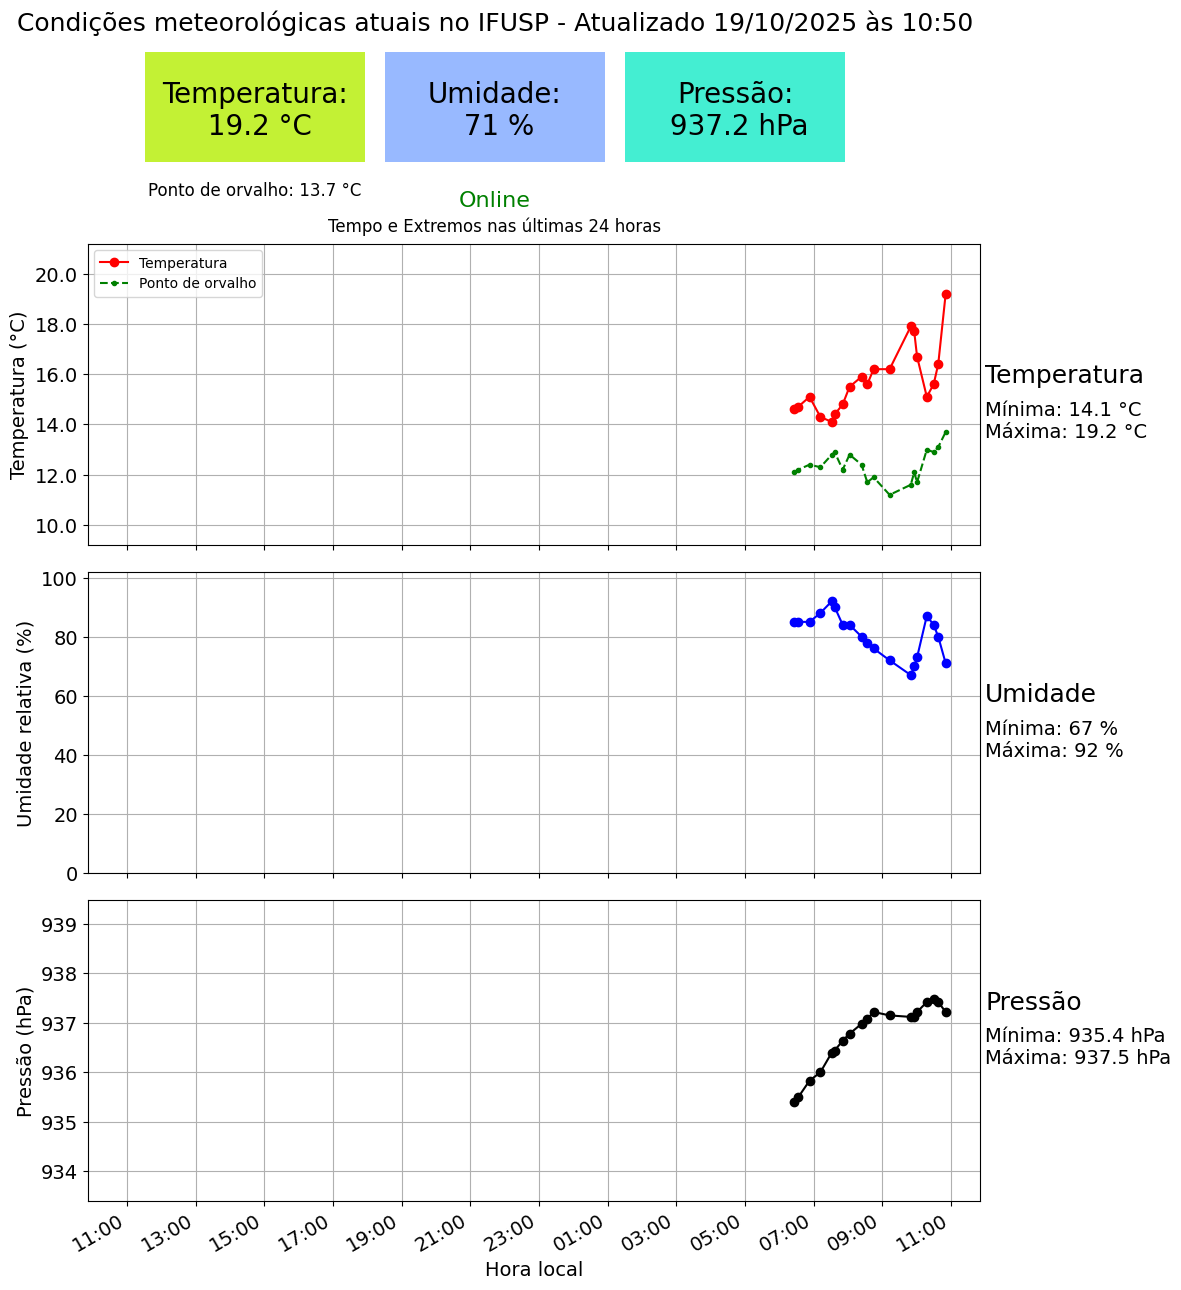 Condições meteorológicas atuais no IFUSP - Atualizado 19/10/2025 às 10:50
Temperatura:
19.2 °C
Umidade:
71 %
Pressão:
937.2 hPa
Ponto de orvalho: 13.7 °C
Online
Tempo e Extremos nas últimas 24 horas
Temperatura
Ponto de orvalho
Temperatura (°C)
20.0
18.0
16.0
14.0
12.0
10.0
Temperatura
Mínima: 14.1 °C
Máxima: 19.2 °C
Umidade relativa (%)
100
80
60
40
20
0
Umidade
Mínima: 67 %
Máxima: 92 %
Pressão (hPa)
939
938
937
936
935
934
Pressão
Mínima: 935.4 hPa
Máxima: 937.5 hPa
11:00 13:00 15:00 17:00 19:00 21:00 23:00 01:00 03:00 05:00 07:00 09:00 11:00
Hora local